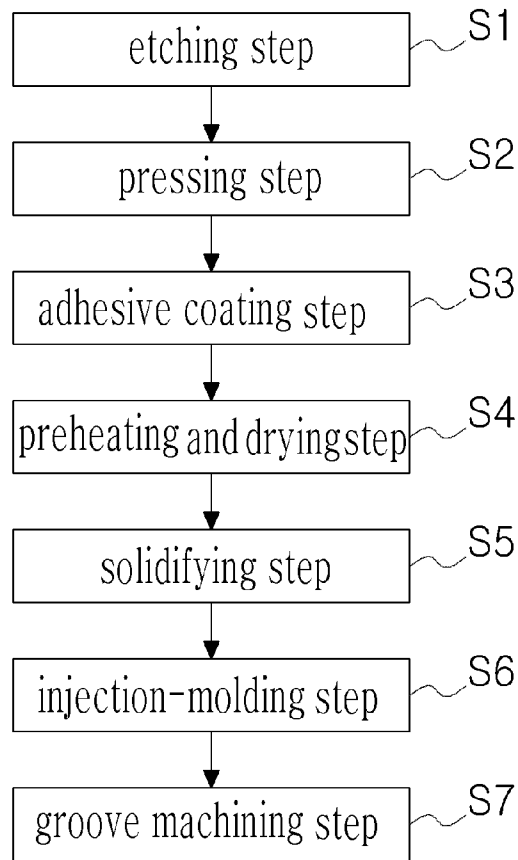 etching step S1
pressing step S2
adhesive coating step S3
preheating and drying step S4
solidifying step S5
injection-molding step S6
groove machining step S7